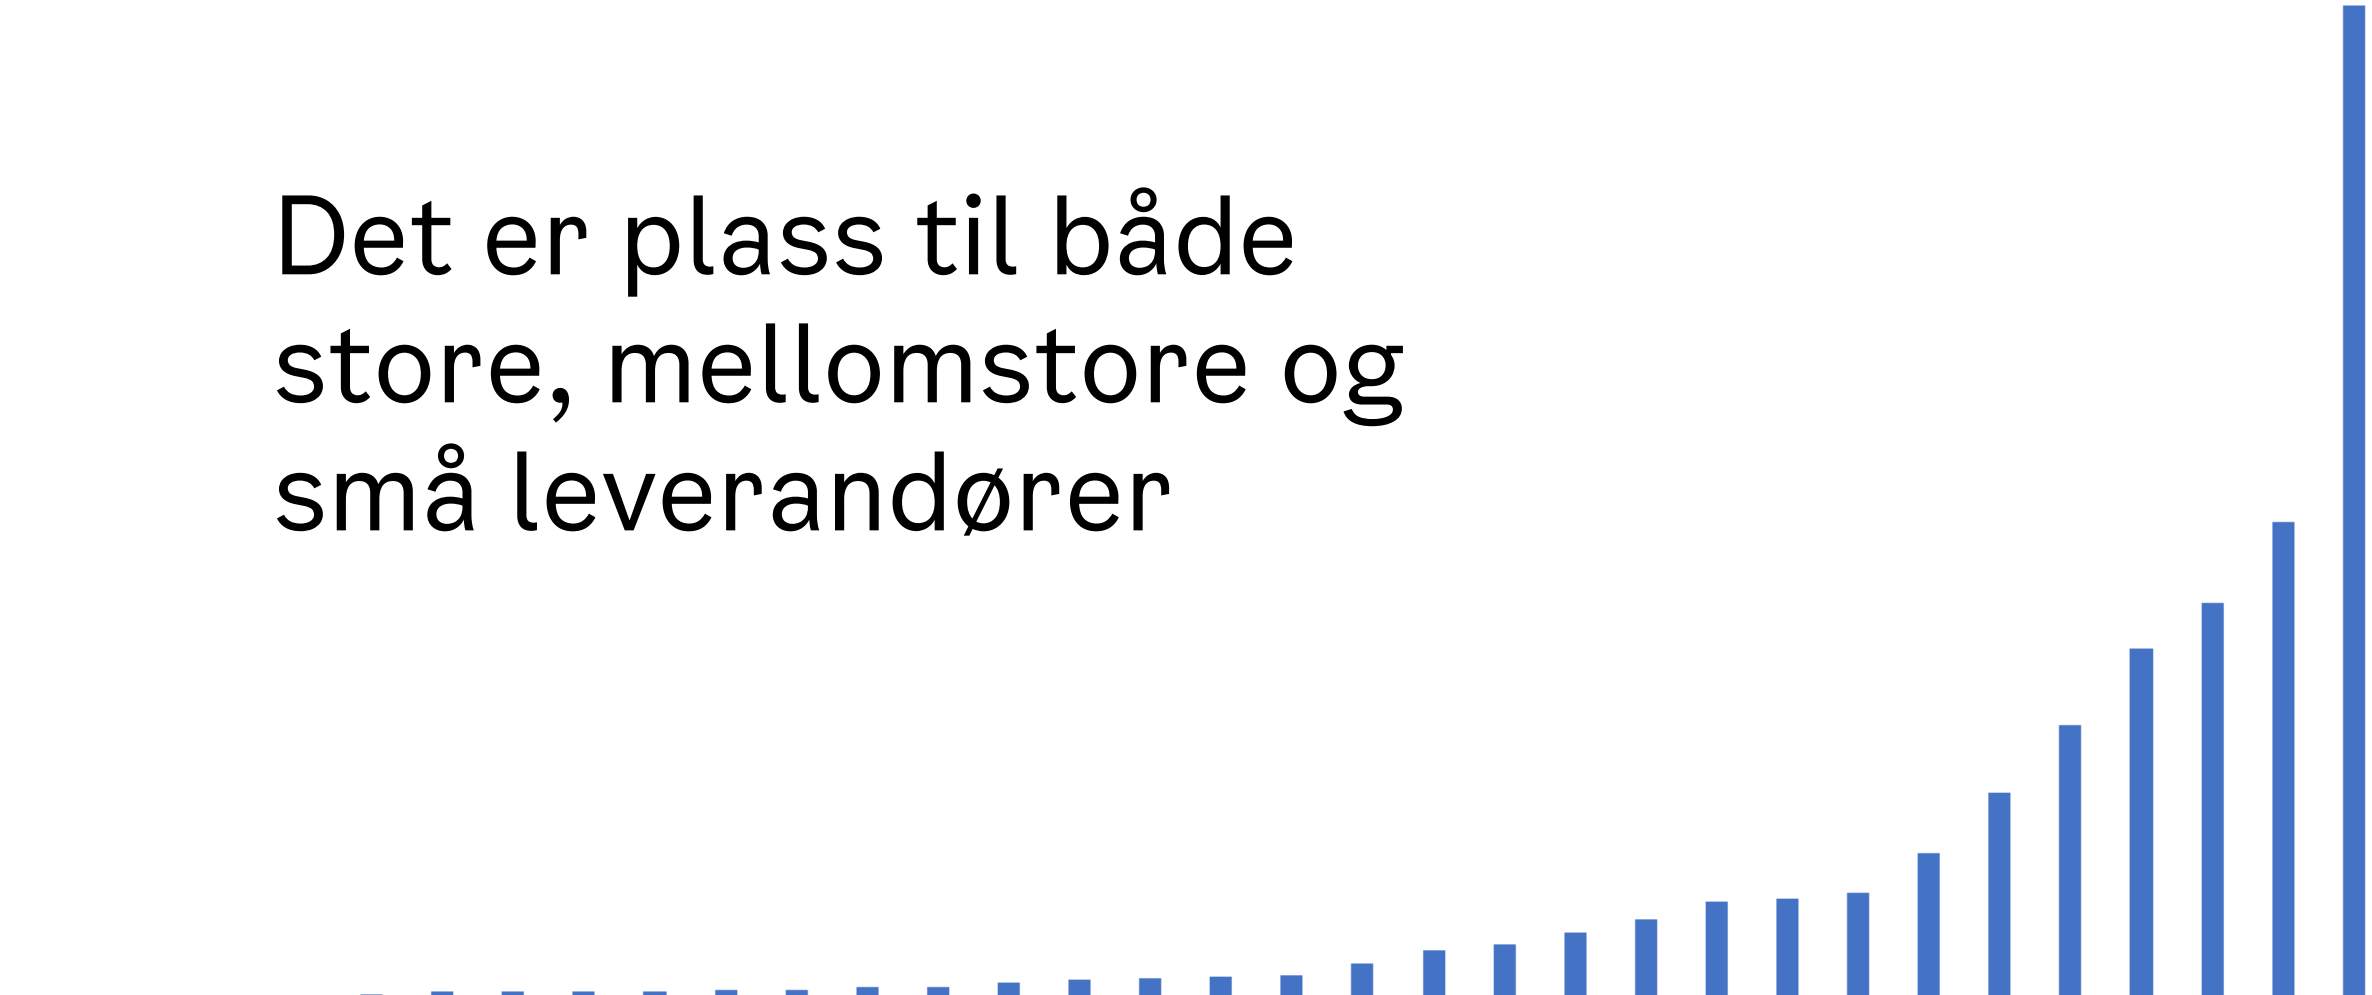 Det er plass til både
store, mellomstore og
små leverandører